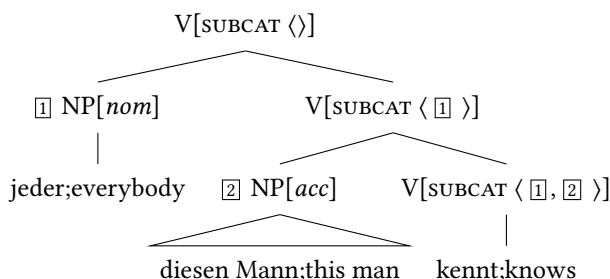 V[SUBCAT ⟨⟩]
1 NP[nom] V[SUBCAT ⟨ 1 ⟩]
jeder;everybody 2 NP[acc] V[SUBCAT ⟨ 1, 2 ⟩]
diesen Mann;this man kennt;knows